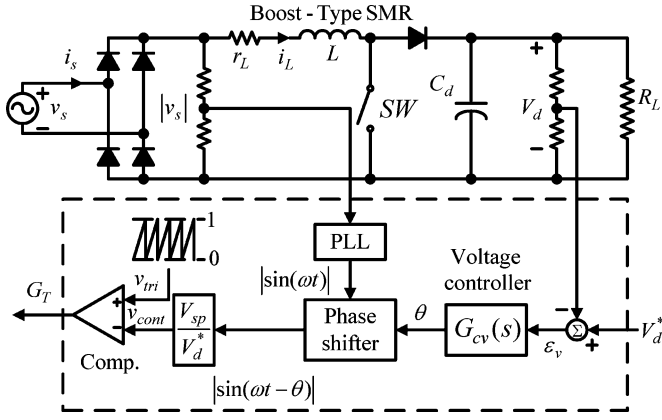 Boost - Type SMR
i_s
r_L
i_L
L
+
v_s
−
|v_s|
SW
C_d
+
V_d
−
R_L
1
0
PLL
Voltage
controller
G_T
v_tri
|sin(ωt)|
+
v_cont
−
V_sp
V_d^*
Phase
shifter
θ
G_cv(s)
−
Σ
+
V_d^*
ε_v
Comp.
|sin(ωt − θ)|